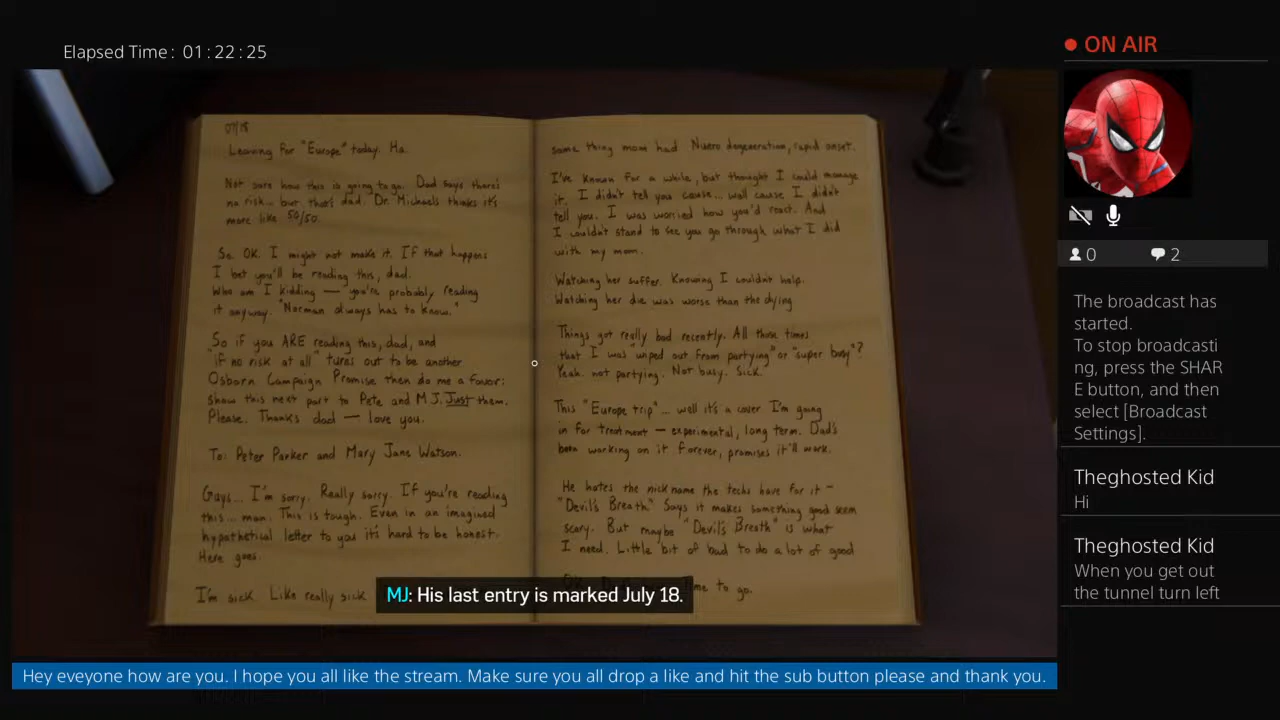 Elapsed Time: 01:22:25
ON AIR
07/18
Leaving for "Europe" today. Ha.
Not sure how this is going to go. Dad says there's
no risk... but that's dad. Dr. Michaels thinks it's
more like 50/50.
So. OK. I might not make it. If that happens
I bet you'll be reading this, dad.
Who am I kidding — you're probably reading
it anyway. "Norman always has to know."
So if you ARE reading this, dad, and
"if no risk at all" turns out to be another
Osborn Campaign Promise then do me a favor:
show this next part to Pete and MJ. Just them.
Please. Thanks dad — love you.
To: Peter Parker and Mary Jane Watson.
Guys... I'm sorry. Really sorry. If you're reading
this... man. This is tough. Even in an imagined
hypothetical letter to you it's hard to be honest.
Here goes.
I'm sick. Like really sick
same thing mom had. Nuero degeneration, rapid onset.
I've known for a while, but thought I could manage
it. I didn't tell you cause... well cause I didn't
tell you. I was worried how you'd react. And
I couldn't stand to see you go through what I did
with my mom.
Watching her suffer. Knowing I couldn't help.
Watching her die was worse than the dying
Things got really bad recently. All those times
that I was "wiped out from partying" or "super busy"?
Yeah. not partying. Not busy. Sick.
This "Europe trip"... well it's a cover I'm going
in for treatment — experimental, long term. Dad's
been working on it forever, promises it'll work.
He hates the nickname the techs have for it -
"Devil's Breath." Says it makes something good seem
scary. But maybe "Devil's Breath" is what
I need. Little bit of bad to do a lot of good
me to go.
MJ: His last entry is marked July 18.
Hey eveyone how are you. I hope you all like the stream. Make sure you all drop a like and hit the sub button please and thank you.
0
2
The broadcast has
started.
To stop broadcasti
ng, press the SHAR
E button, and then
select [Broadcast
Settings].
Theghosted Kid
Hi
Theghosted Kid
When you get out
the tunnel turn left